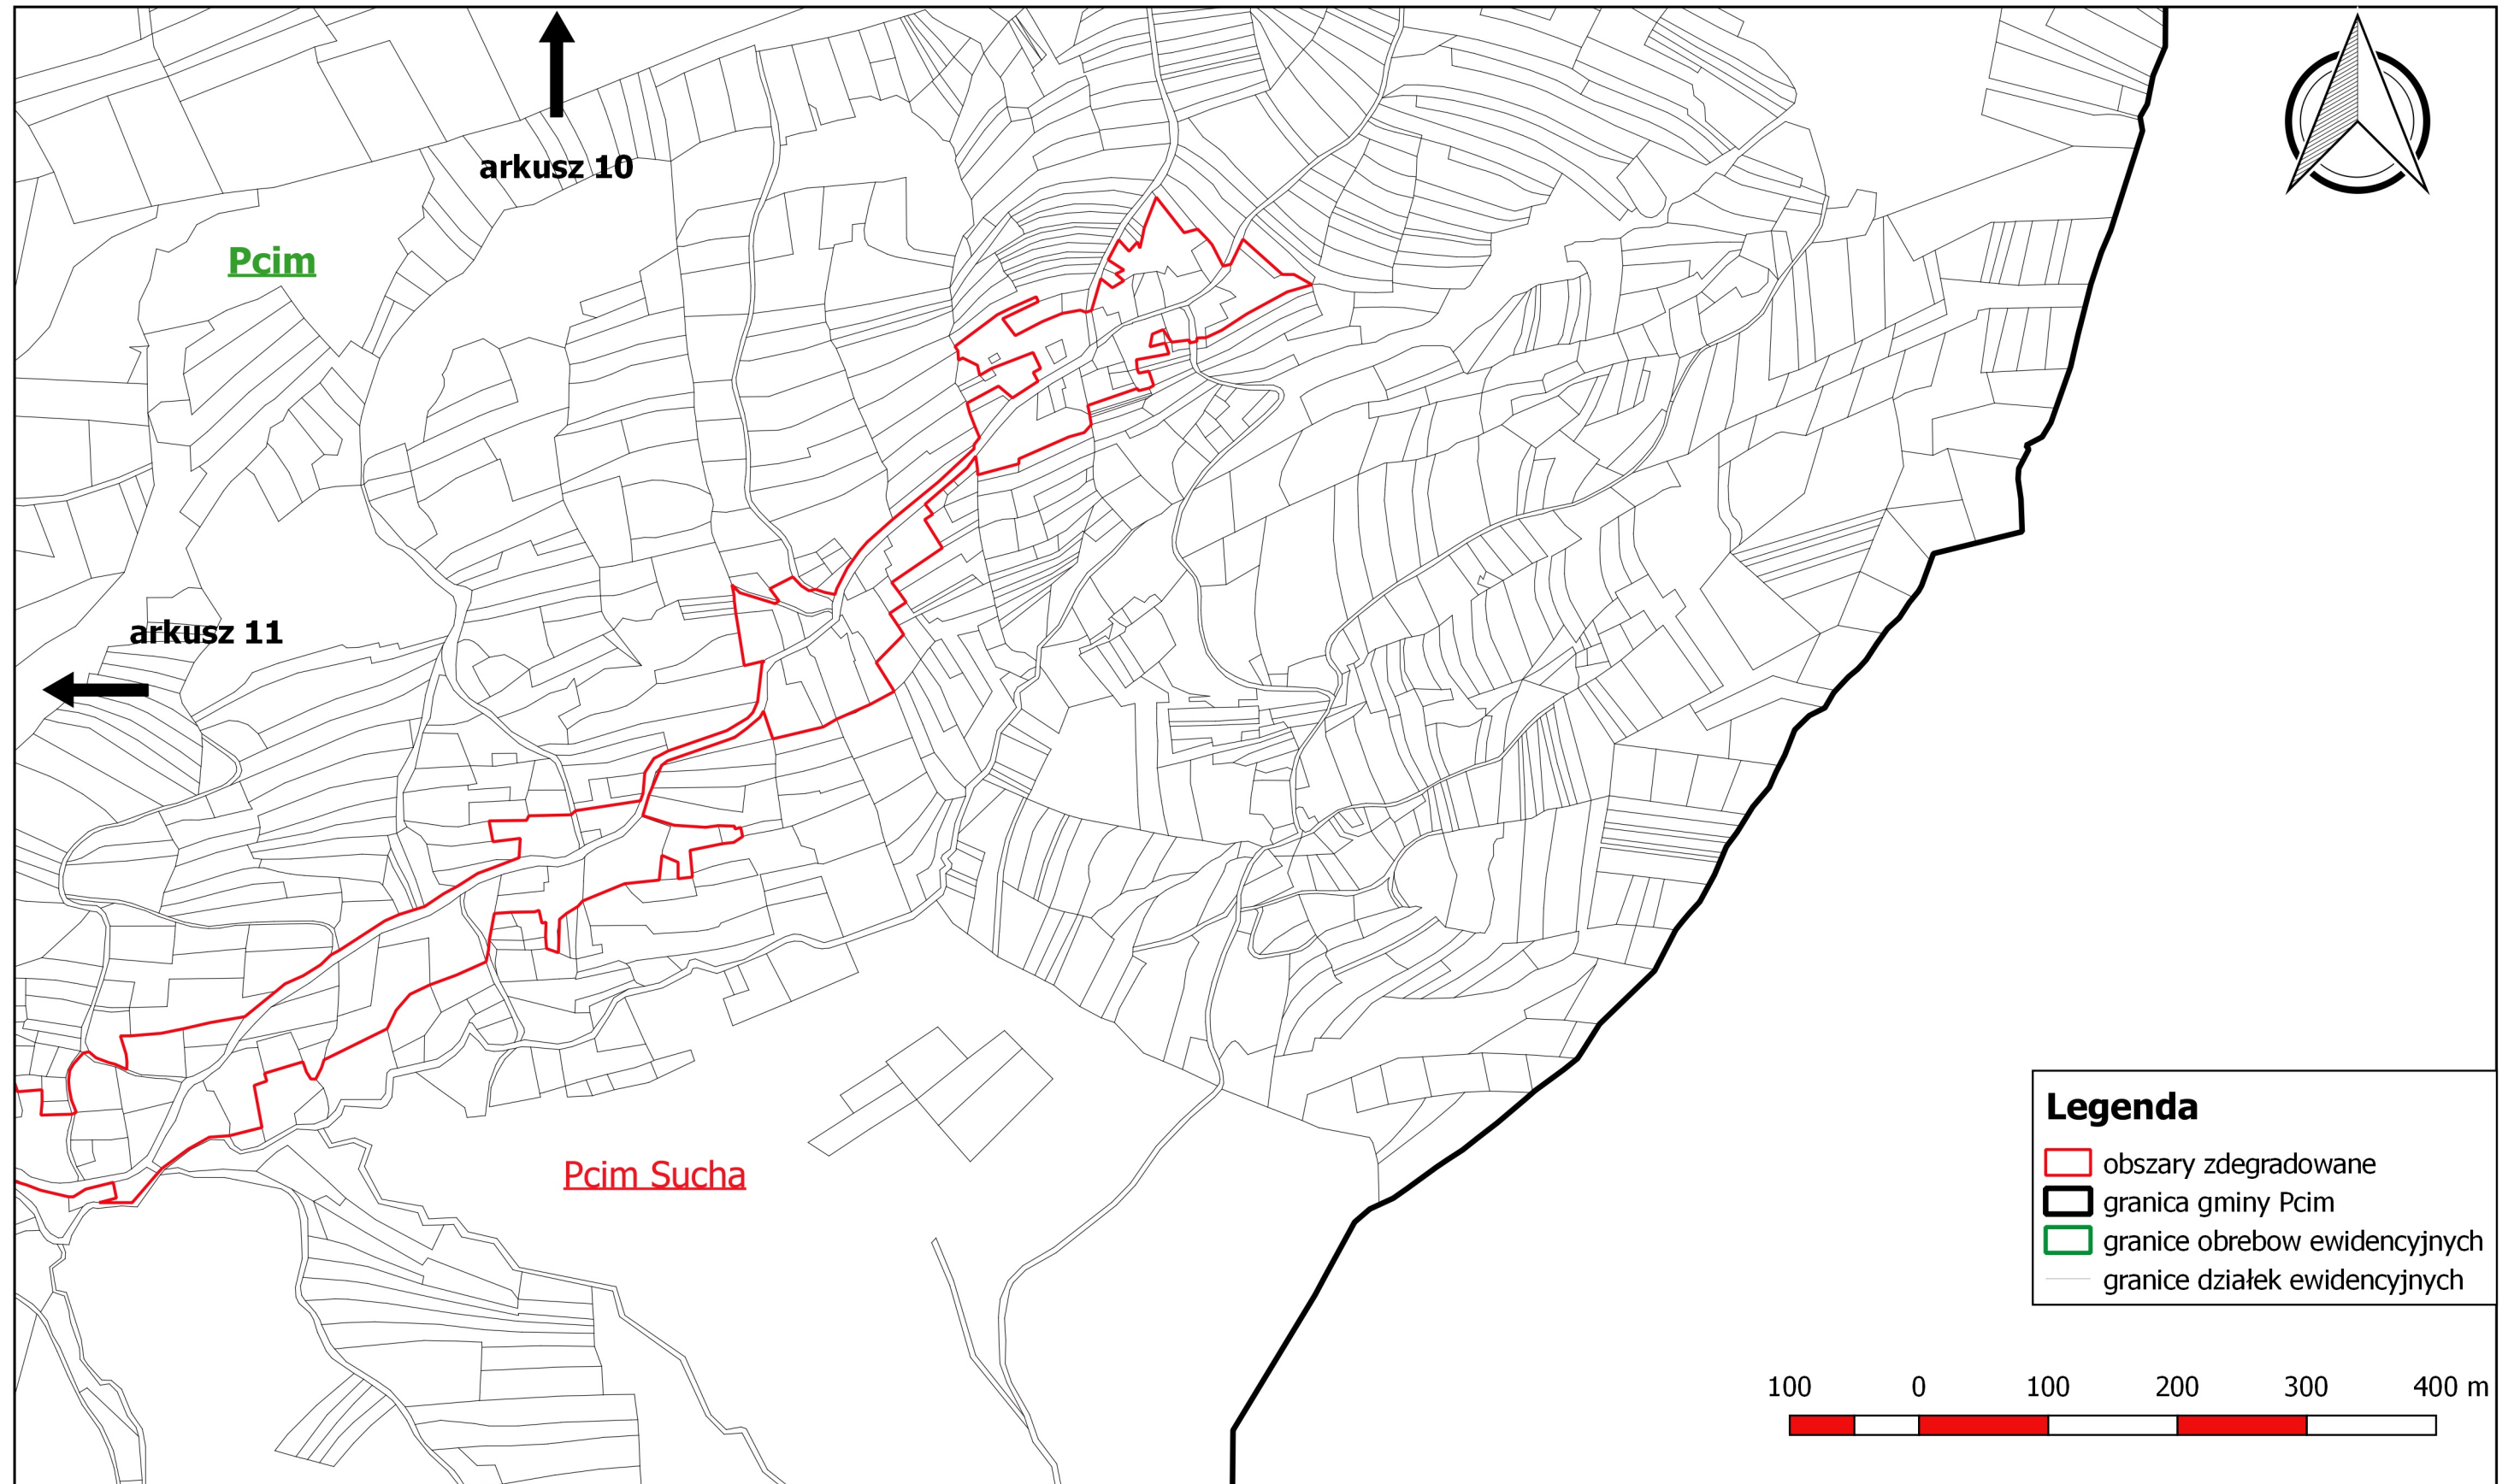 arkusz 10
Pcim
arkusz 11
Pcim Sucha
Legenda
obszary zdegradowane
granica gminy Pcim
granice obrebow ewidencyjnych
granice działek ewidencyjnych
100 0 100 200 300 400 m